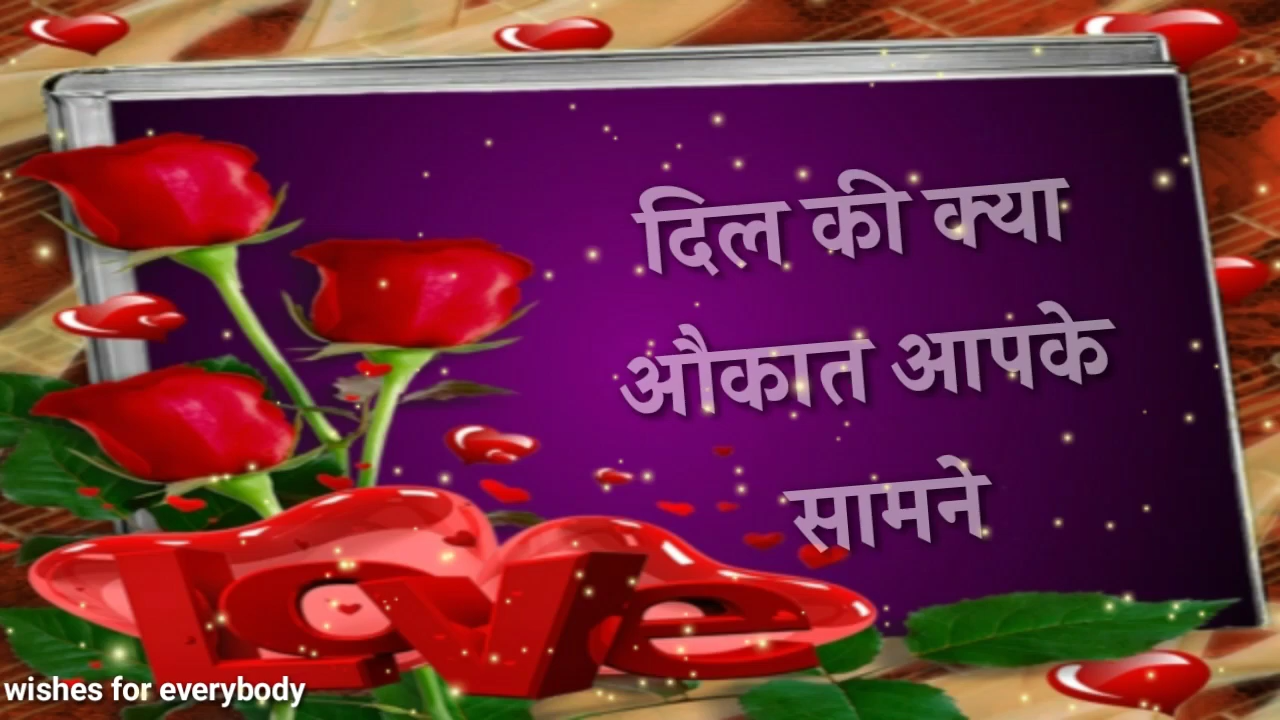 दिल की क्या
औकात आपके
सामने
Love
wishes for everybody